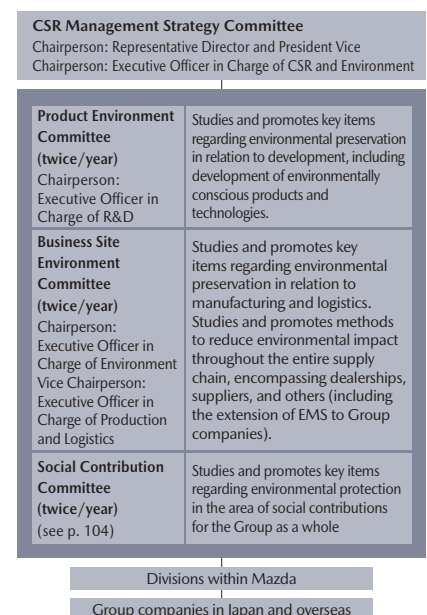 CSR Management Strategy Committee
Chairperson: Representative Director and President Vice
Chairperson: Executive Officer in Charge of CSR and Environment
Product Environment
Committee
(twice/year)
Chairperson:
Executive Officer in
Charge of R&D
Studies and promotes key items
regarding environmental preservation
in relation to development, including
development of environmentally
conscious products and
technologies.
Business Site
Environment
Committee
(twice/year)
Chairperson:
Executive Officer in
Charge of Environment
Vice Chairperson:
Executive Officer in
Charge of Production
and Logistics
Studies and promotes key
items regarding environmental
preservation in relation to
manufacturing and logistics.
Studies and promotes methods
to reduce environmental impact
throughout the entire supply
chain, encompassing dealerships,
suppliers, and others (including
the extension of EMS to Group
companies).
Social Contribution
Committee
(twice/year)
(see p. 104)
Studies and promotes key items
regarding environmental protection
in the area of social contributions
for the Group as a whole
Divisions within Mazda
Group companies in Japan and overseas